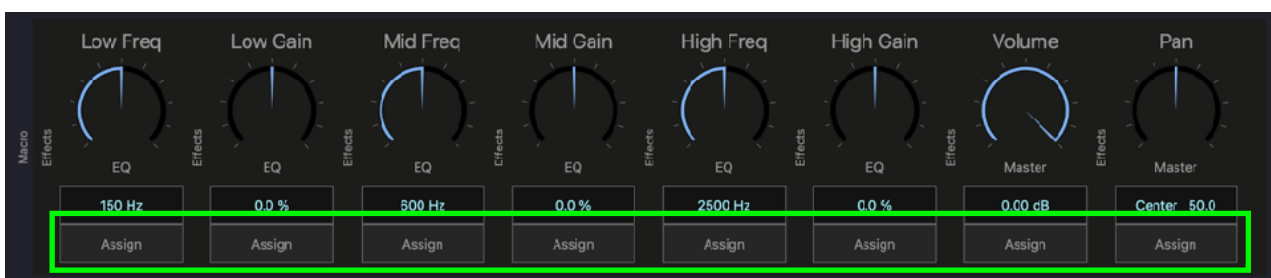 Low Freq Low Gain Mid Freq Mid Gain High Freq High Gain Volume Pan
Macro
Effects Effects Effects Effects Effects Effects Effects Effects
EQ EQ EQ EQ EQ EQ Master Master
150 Hz 0.0 % 600 Hz 0.0 % 2500 Hz 0.0 % 0.00 dB Center 50.0
Assign Assign Assign Assign Assign Assign Assign Assign